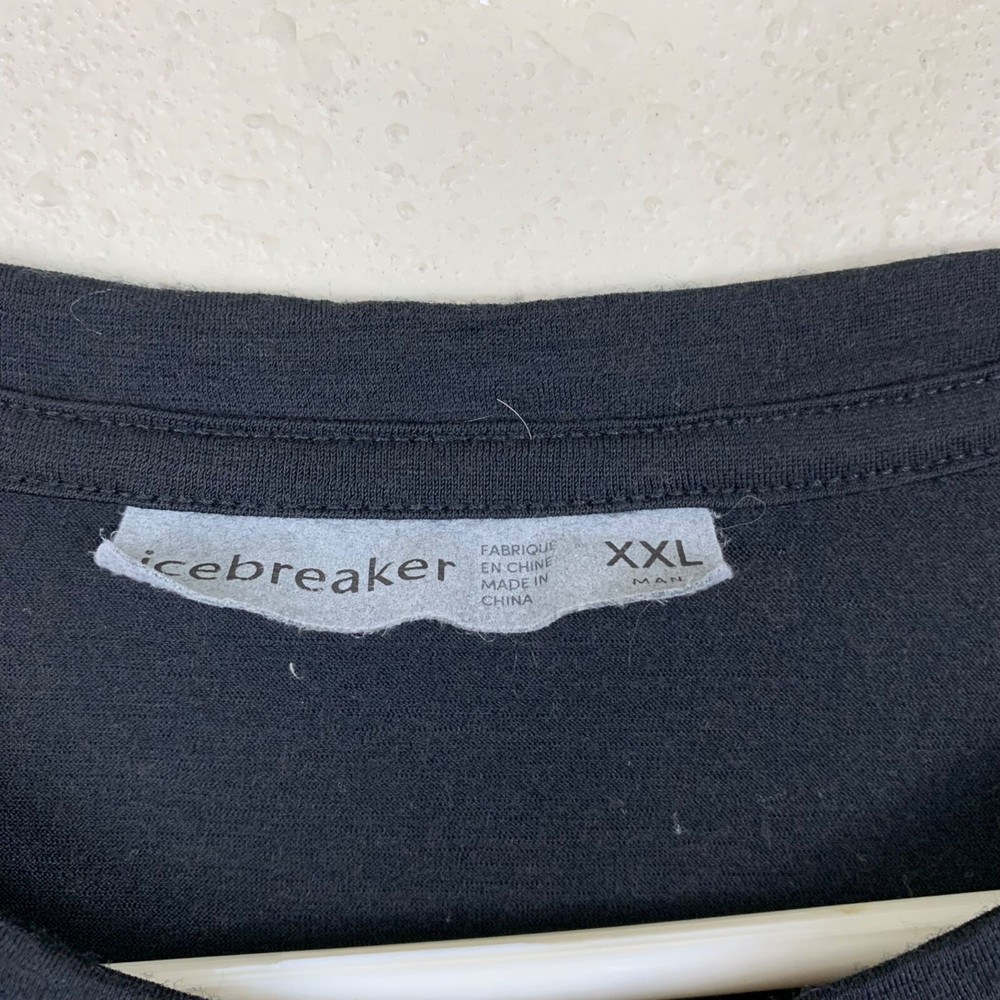 icebreaker
FABRIQUE
EN CHINE
MADE IN
CHINA
XXL
MAN